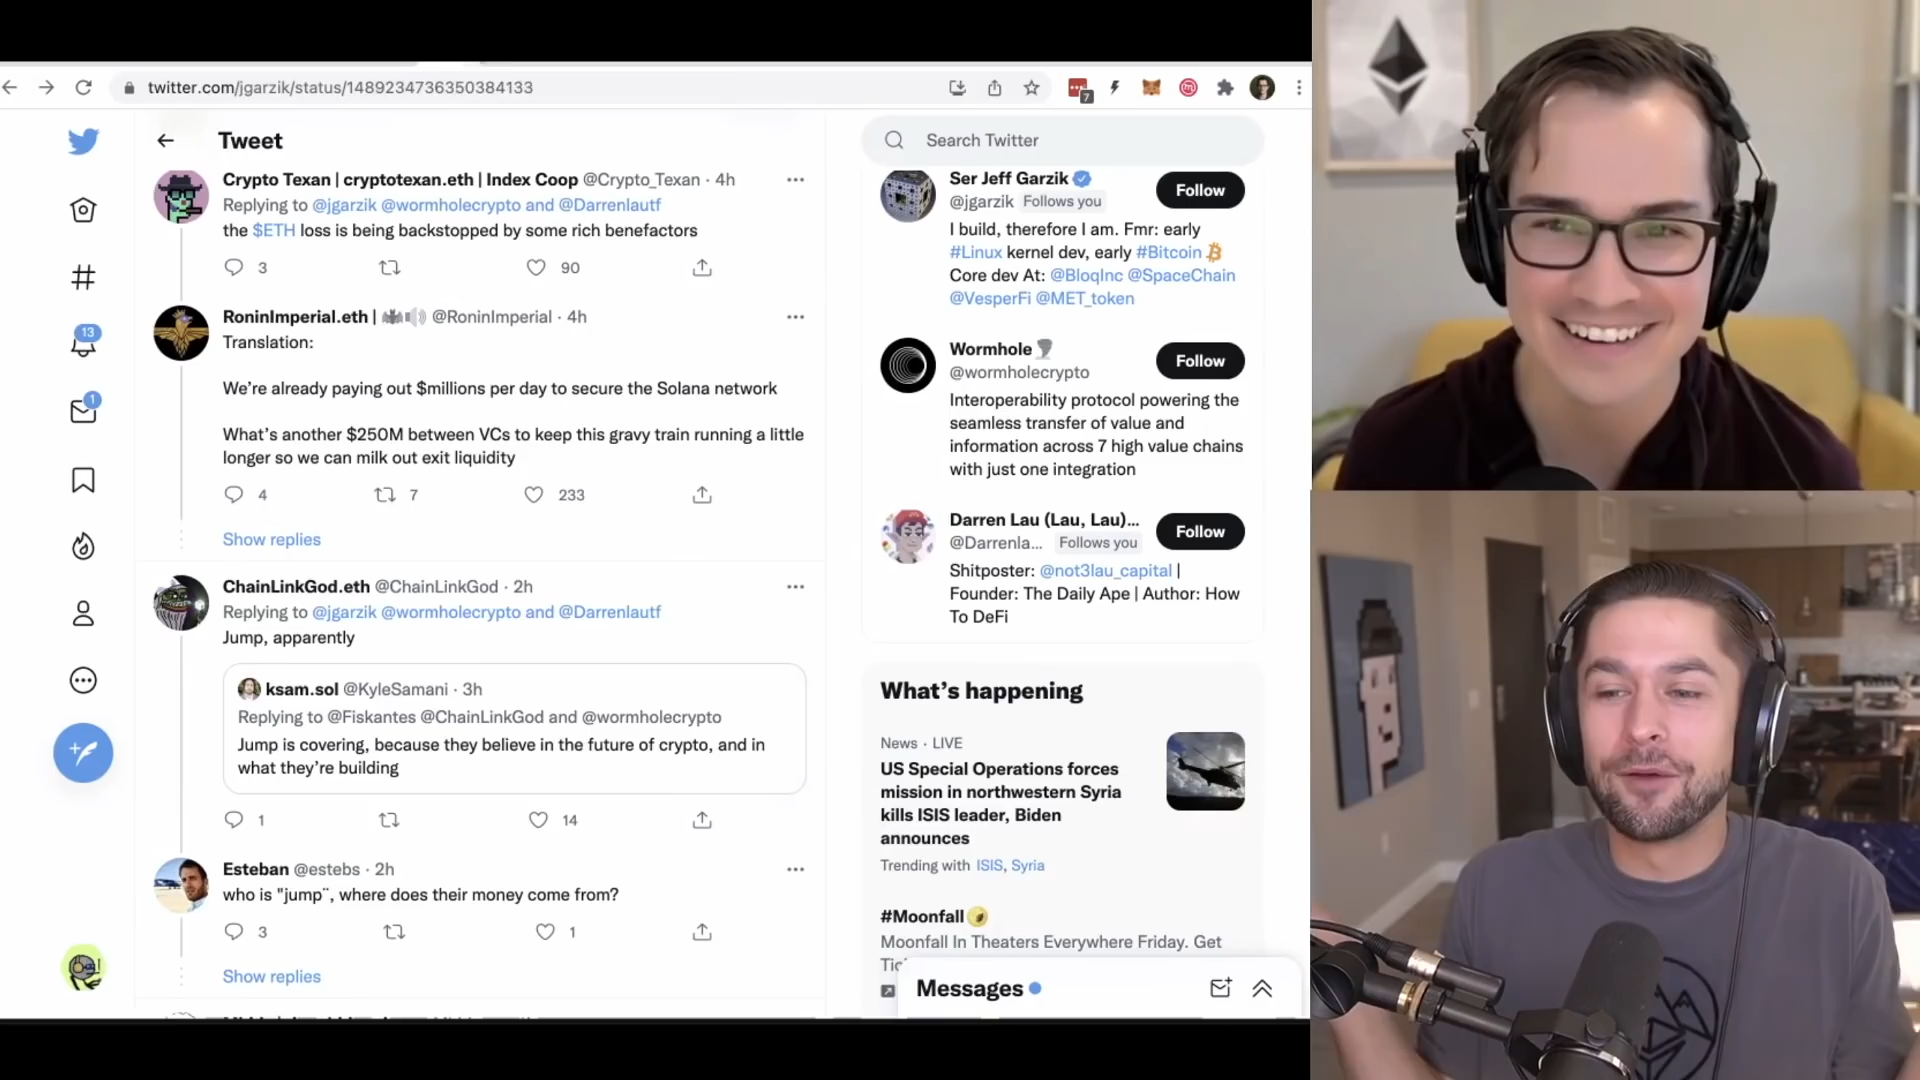 twitter.com/jgarzik/status/1489234736350384133
7
Tweet
Crypto Texan | cryptotexan.eth | Index Coop @Crypto_Texan · 4h
Replying to @jgarzik @wormholecrypto and @Darrenlautf
the $ETH loss is being backstopped by some rich benefactors
3
90
RoninImperial.eth | 🦇🔊 @RoninImperial · 4h
Translation:
We're already paying out $millions per day to secure the Solana network
What's another $250M between VCs to keep this gravy train running a little
longer so we can milk out exit liquidity
4
7
233
Show replies
ChainLinkGod.eth @ChainLinkGod · 2h
Replying to @jgarzik @wormholecrypto and @Darrenlautf
Jump, apparently
ksam.sol @KyleSamani · 3h
Replying to @Fiskantes @ChainLinkGod and @wormholecrypto
Jump is covering, because they believe in the future of crypto, and in
what they're building
1
14
Esteban @estebs · 2h
who is "jump¨, where does their money come from?
3
1
Show replies
13
1
Search Twitter
Ser Jeff Garzik
@jgarzik Follows you
Follow
I build, therefore I am. Fmr: early
#Linux kernel dev, early #Bitcoin
Core dev At: @BloqInc @SpaceChain
@VesperFi @MET_token
Wormhole🌪
@wormholecrypto
Follow
Interoperability protocol powering the
seamless transfer of value and
information across 7 high value chains
with just one integration
Darren Lau (Lau, Lau)...
@Darrenla... Follows you
Follow
Shitposter: @not3lau_capital |
Founder: The Daily Ape | Author: How
To DeFi
What's happening
News · LIVE
US Special Operations forces
mission in northwestern Syria
kills ISIS leader, Biden
announces
Trending with ISIS, Syria
#Moonfall
Moonfall In Theaters Everywhere Friday. Get
Messages